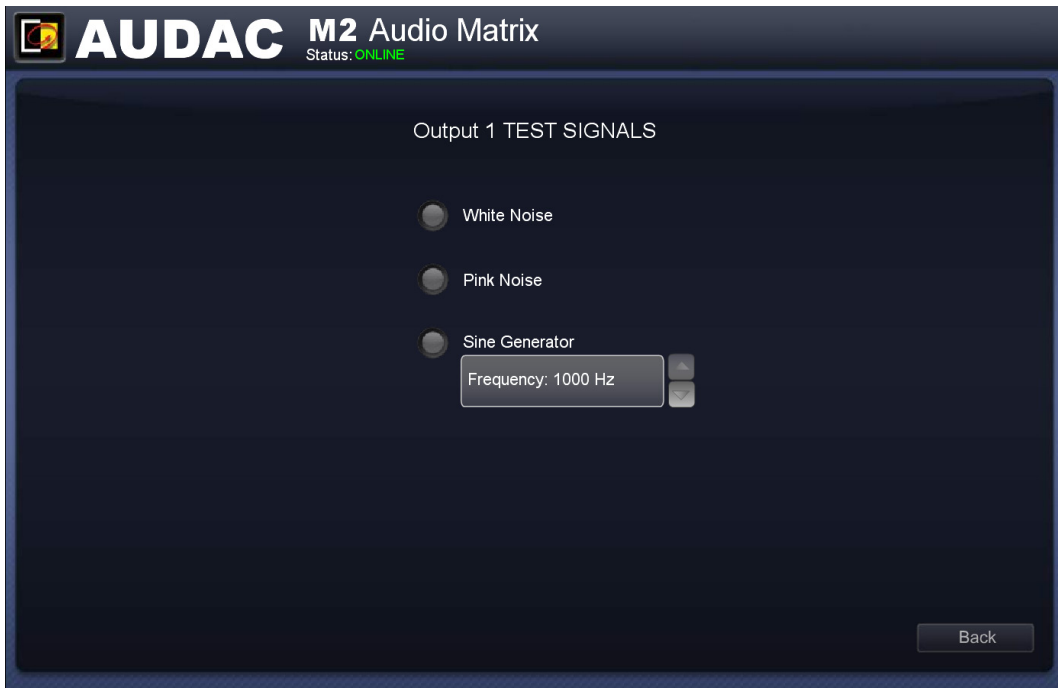 AUDAC M2 Audio Matrix
Status: ONLINE
Output 1 TEST SIGNALS
White Noise
Pink Noise
Sine Generator
Frequency: 1000 Hz
Back